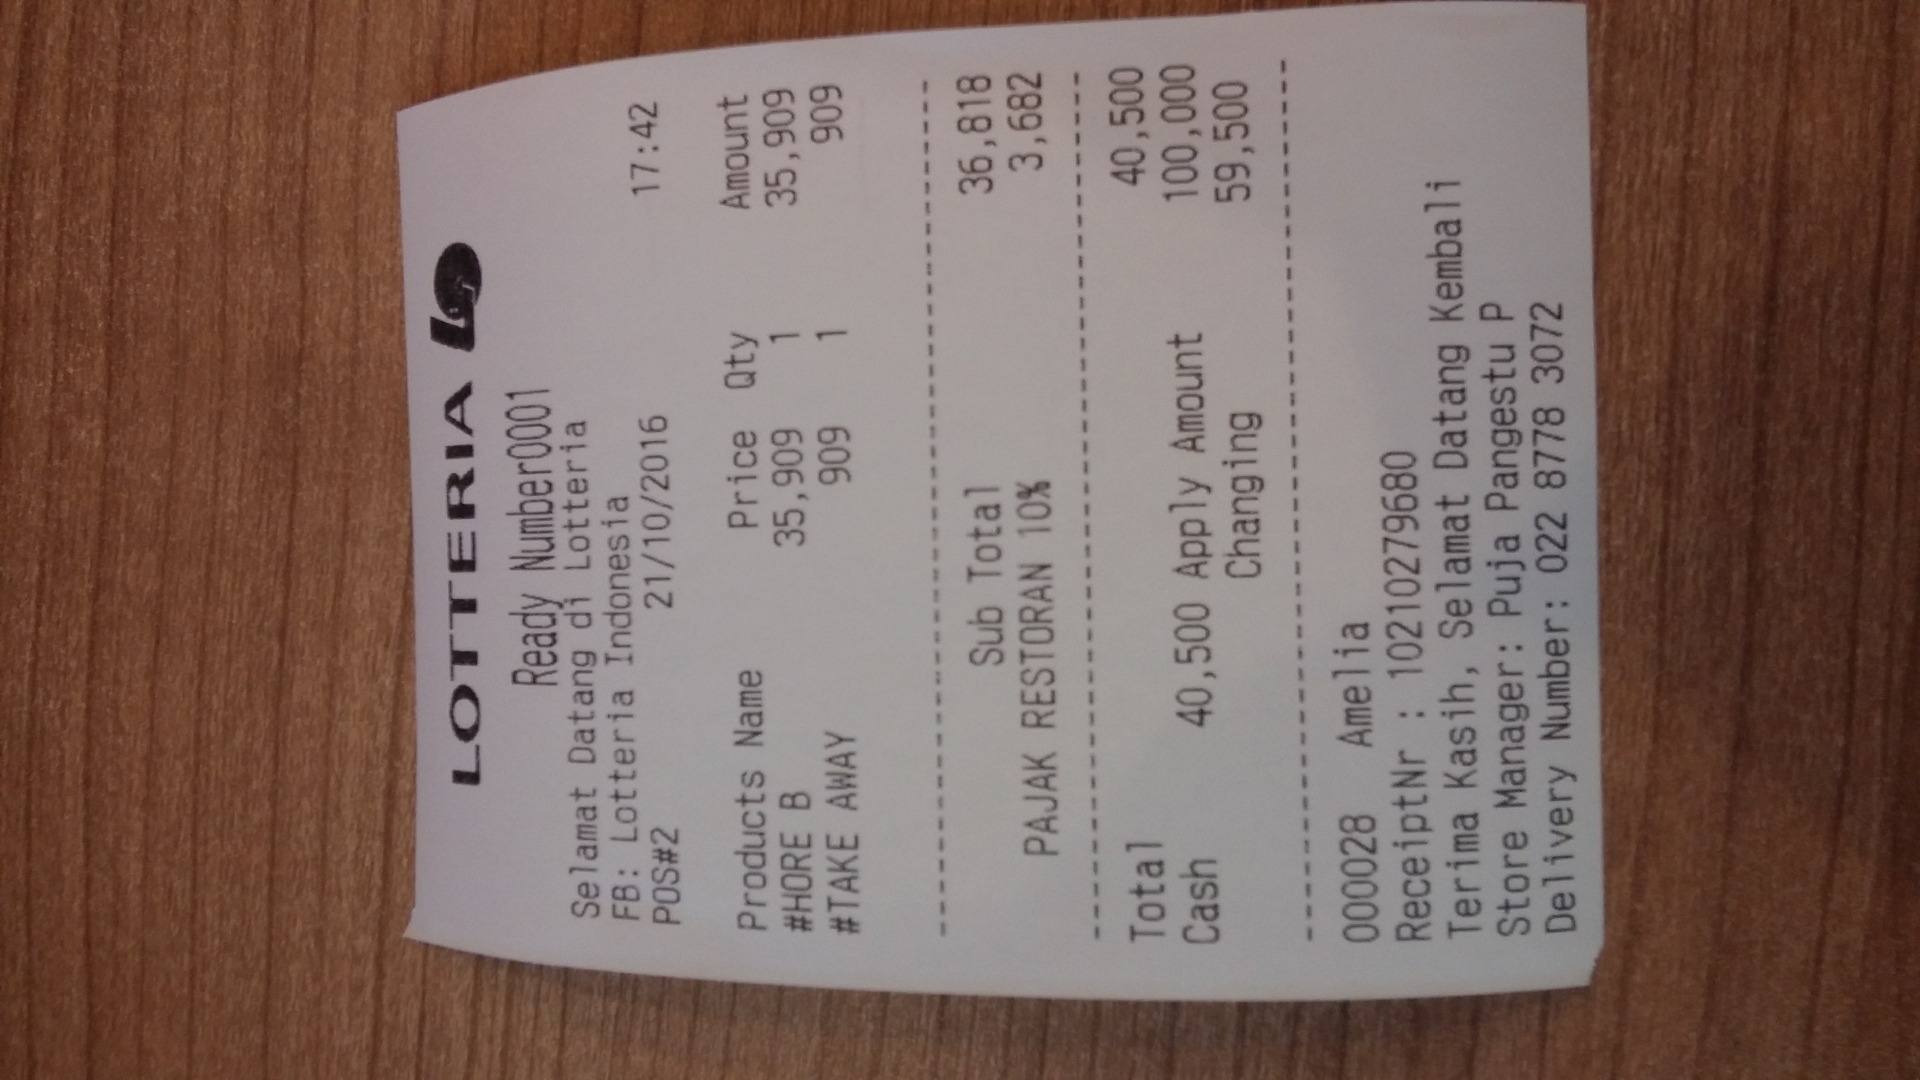 LOTTERIA
Ready Number0001
Selamat Datang di Lotteria
FB: Lotteria Indonesia
POS#2 21/10/2016 17:42
Products Name Price Qty Amount
#HORE B 35,909 1 35,909
#TAKE AWAY 909 1 909
Sub Total 36,818
PAJAK RESTORAN 10% 3,682
Total 40,500
Cash 40,500 Apply Amount 100,000
Changing 59,500
000028 Amelia
ReceiptNr : 10210279680
Terima Kasih, Selamat Datang Kembali
Store Manager: Puja Pangestu P
Delivery Number: 022 8778 3072